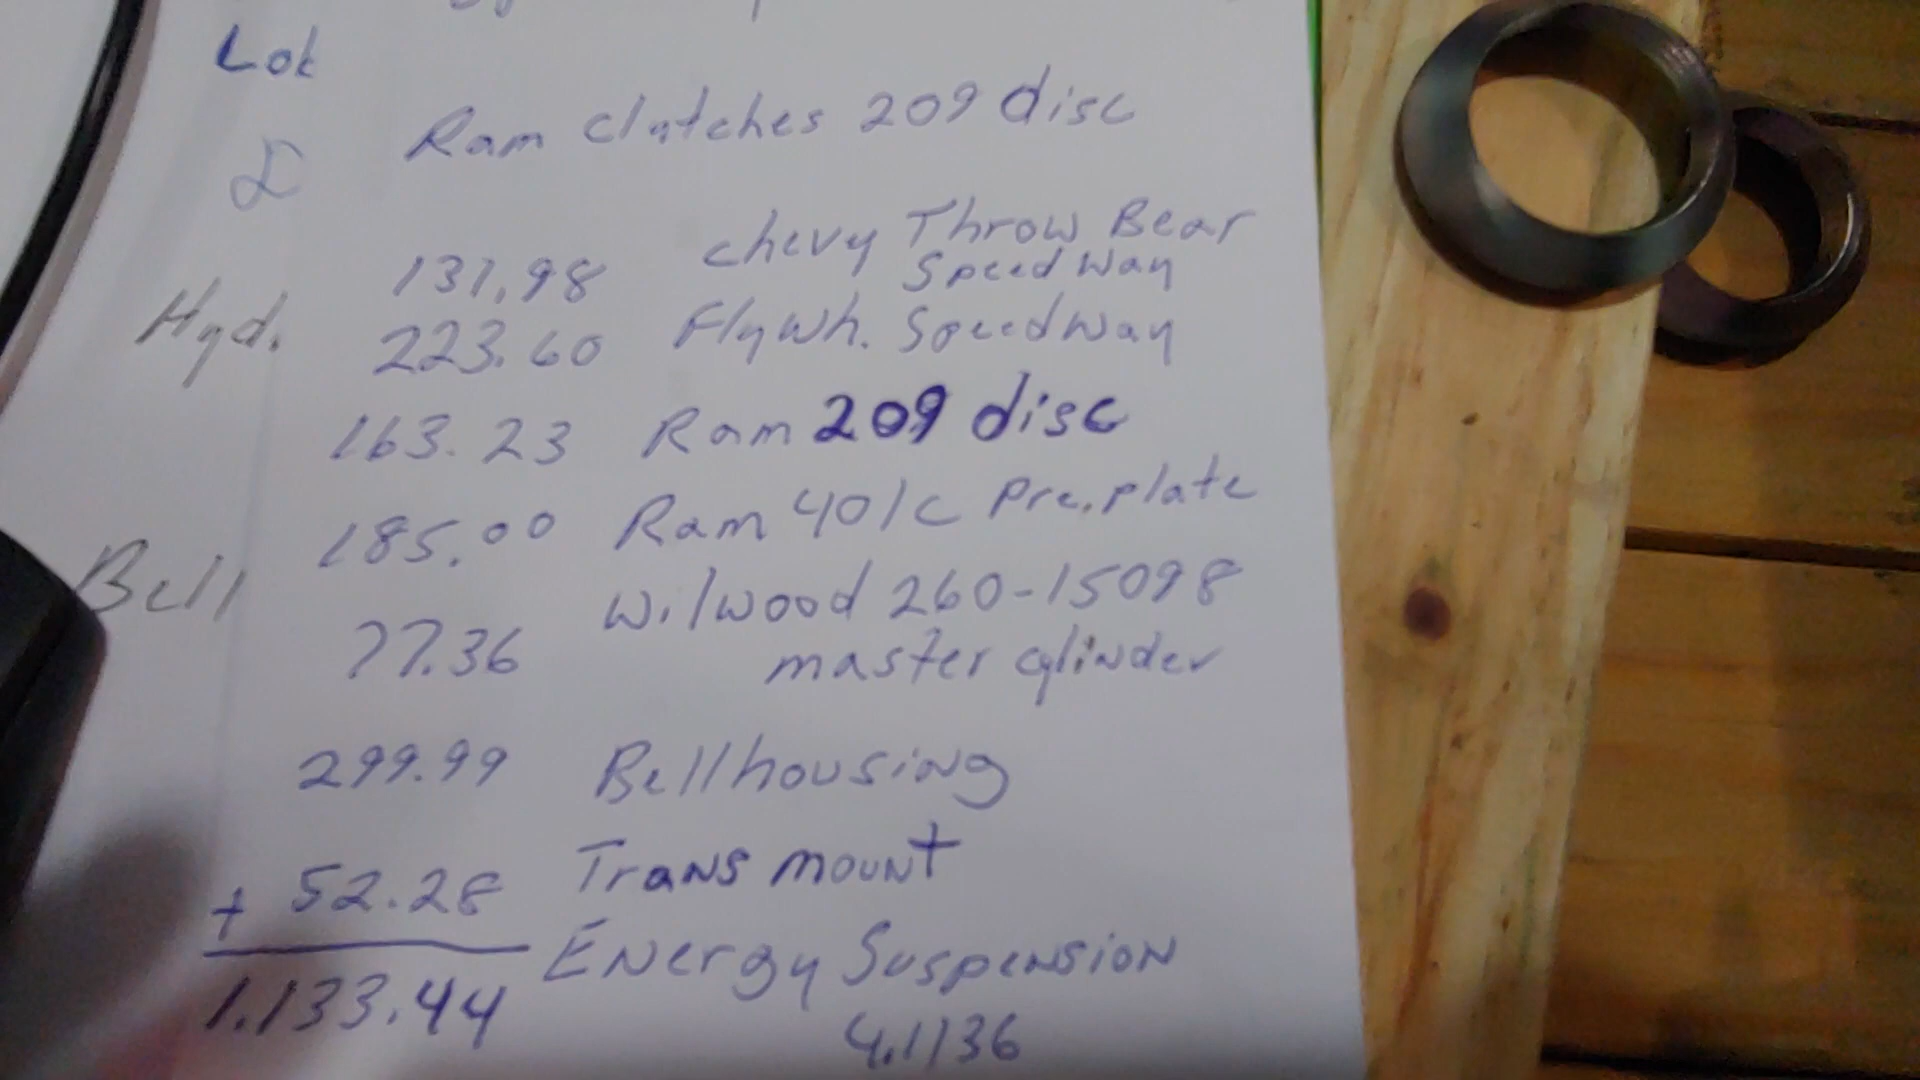 Lok
Ram Clutches 209 disc
131.98 chevy Throw Bear
SpeedWay
Hyd.
223.60 Flywh. SpeedWay
163.23 Ram 209 disc
185.00 Ram 401c Pre.plate
Bell
77.36 Wilwood 260-15098
master cylinder
299.99 Bellhousing
+ 52.28 Trans mount
1.133.44 Energy Suspension
4.1136